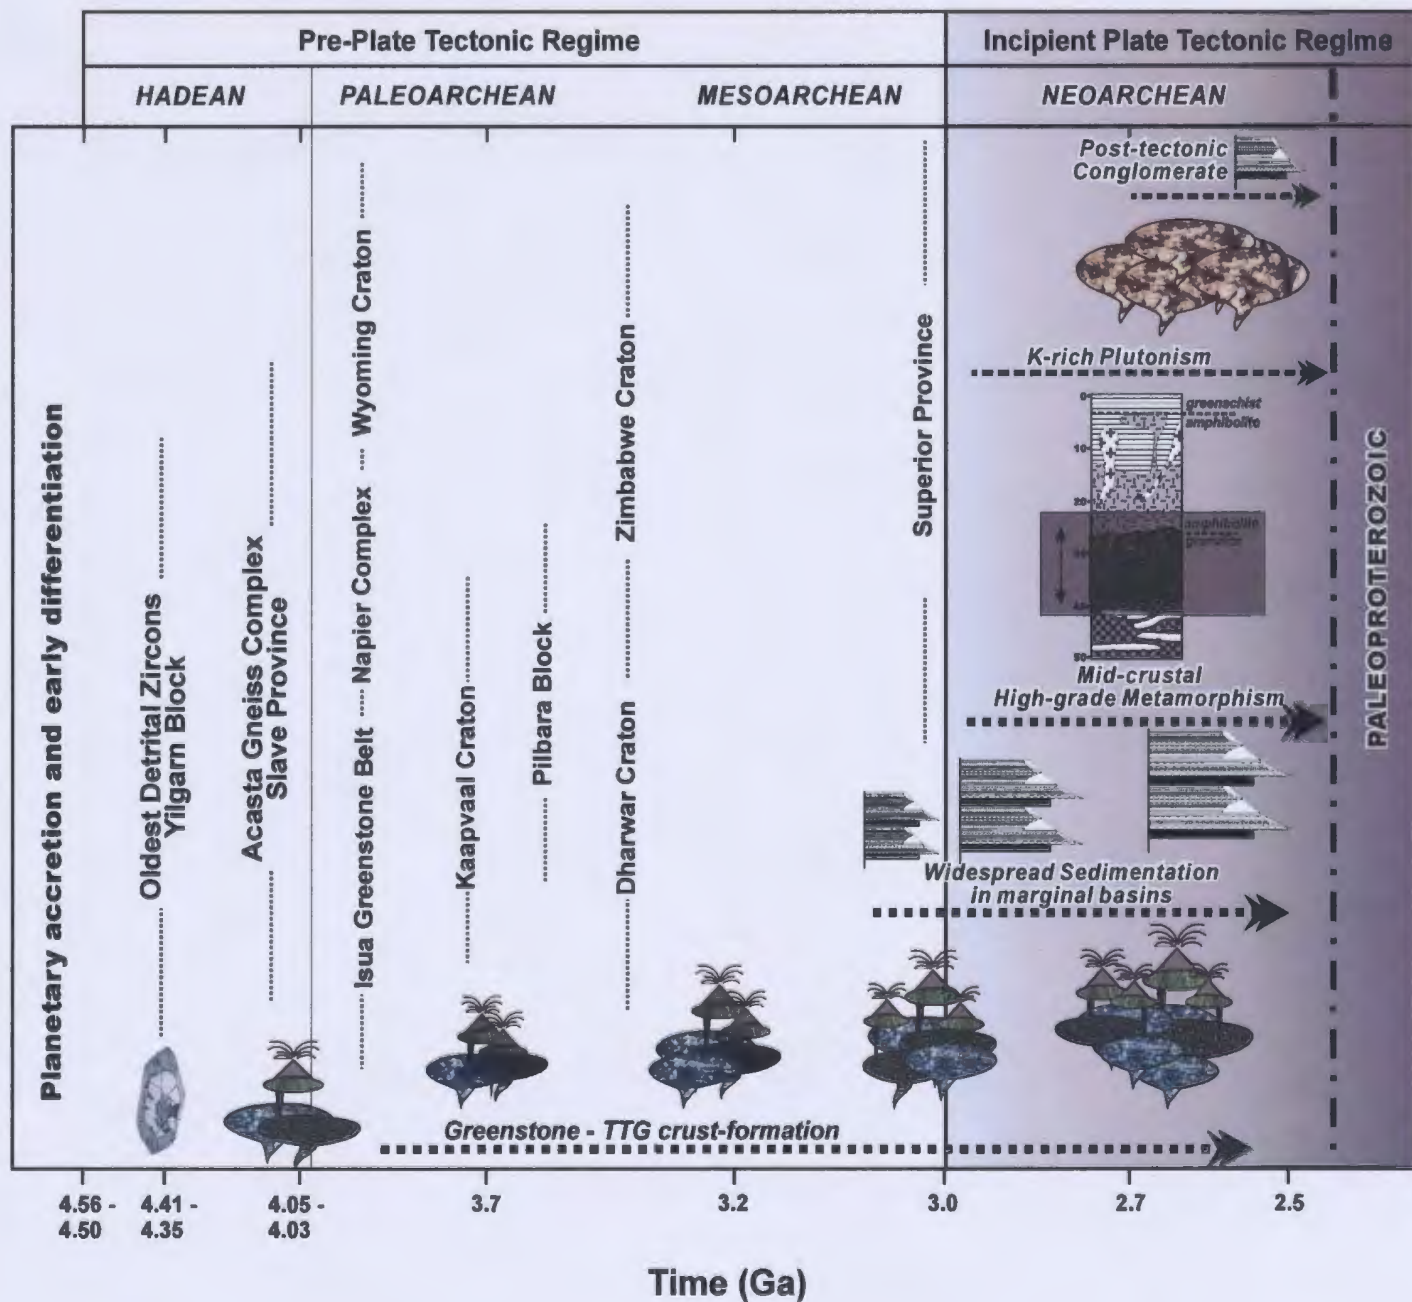 Pre-Plate Tectonic Regime
Incipient Plate Tectonic Regime
HADEAN
PALEOARCHEAN
MESOARCHEAN
NEOARCHEAN
Planetary accretion and early differentiation
Oldest Detrital Zircons
Yilgarn Block
Acasta Gneiss Complex
Slave Province
Isua Greenstone Belt
Napier Complex
Wyoming Craton
Kaapvaal Craton
Pilbara Block
Dharwar Craton
Zimbabwe Craton
Superior Province
Post-tectonic
Conglomerate
K-rich Plutonism
0
greenschist
amphibolite
10
20
amphibolite
50
Mid-crustal
High-grade Metamorphism
Widespread Sedimentation
in marginal basins
Greenstone - TTG crust-formation
PALEOPROTEROZOIC
4.56 -
4.50
4.41 -
4.35
4.05 -
4.03
3.7
3.2
3.0
2.7
2.5
Time (Ga)